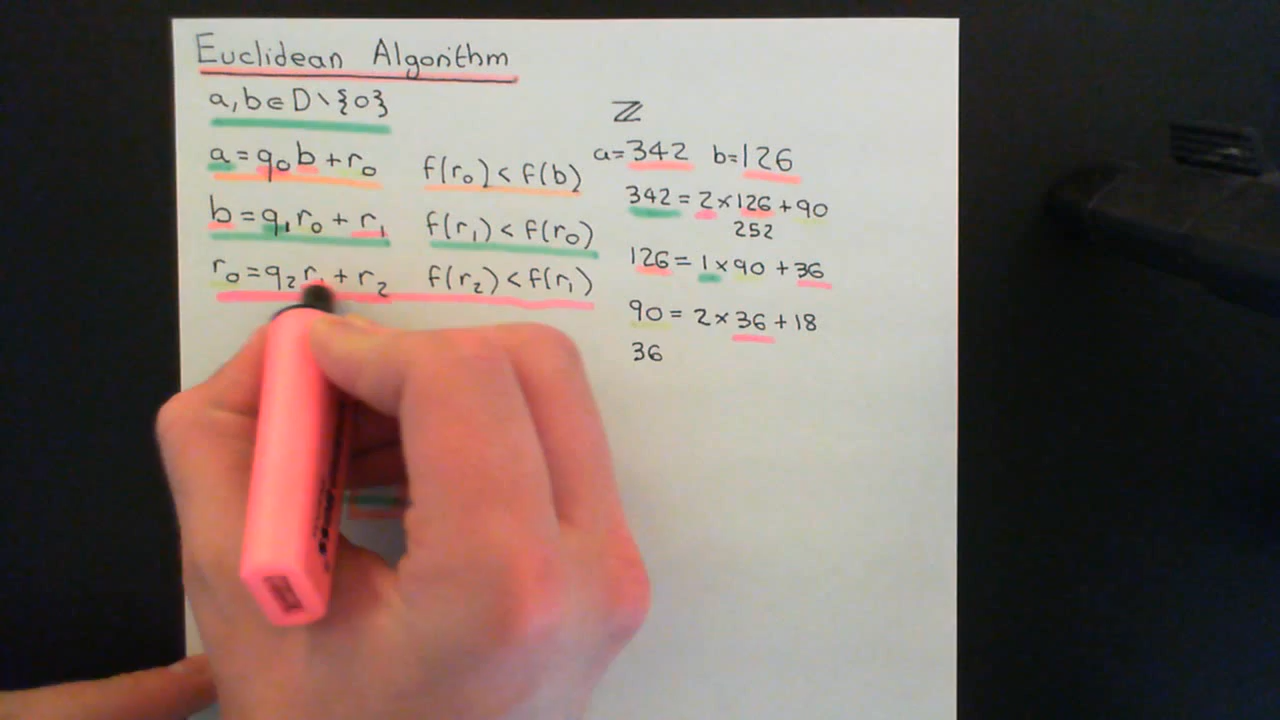 Euclidean Algorithm
a, b ∈ D \ {0}
a = q₀b + r₀  f(r₀) < f(b)
b = q₁r₀ + r₁  f(r₁) < f(r₀)
r₀ = q₂r₁ + r₂  f(r₂) < f(r₁)
ℤ
a = 342  b = 126
342 = 2 × 126 + 90
252
126 = 1 × 90 + 36
90 = 2 × 36 + 18
36